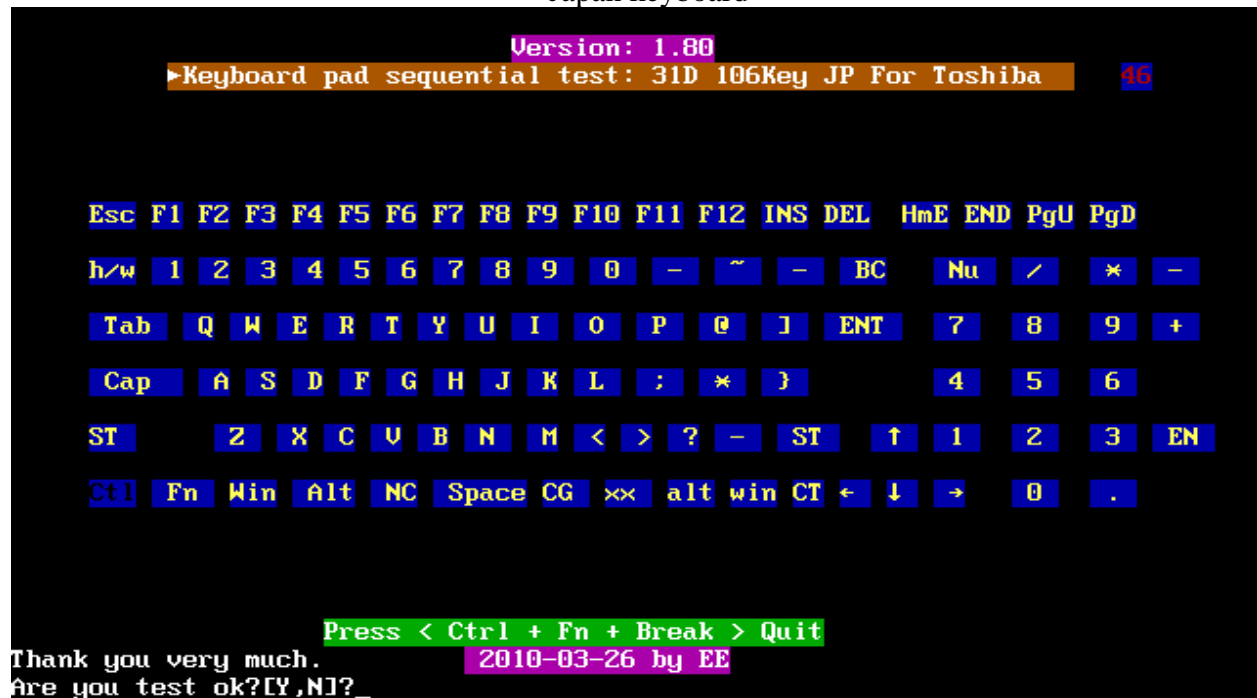 Japan keyboard
Version: 1.80
►Keyboard pad sequential test: 31D 106Key JP For Toshiba 46
Esc F1 F2 F3 F4 F5 F6 F7 F8 F9 F10 F11 F12 INS DEL HmE END PgU PgD
h/w 1 2 3 4 5 6 7 8 9 0 - ~ - BC Nu / * -
Tab Q W E R T Y U I O P @ ] ENT 7 8 9 +
Cap A S D F G H J K L ; * } 4 5 6
ST Z X C V B N M < > ? - ST ↑ 1 2 3 EN
Ctl Fn Win Alt NC Space CG xx alt win CT ← ↓ → 0 .
Press < Ctrl + Fn + Break > Quit
Thank you very much. 2010-03-26 by EE
Are you test ok?[Y,N]?_